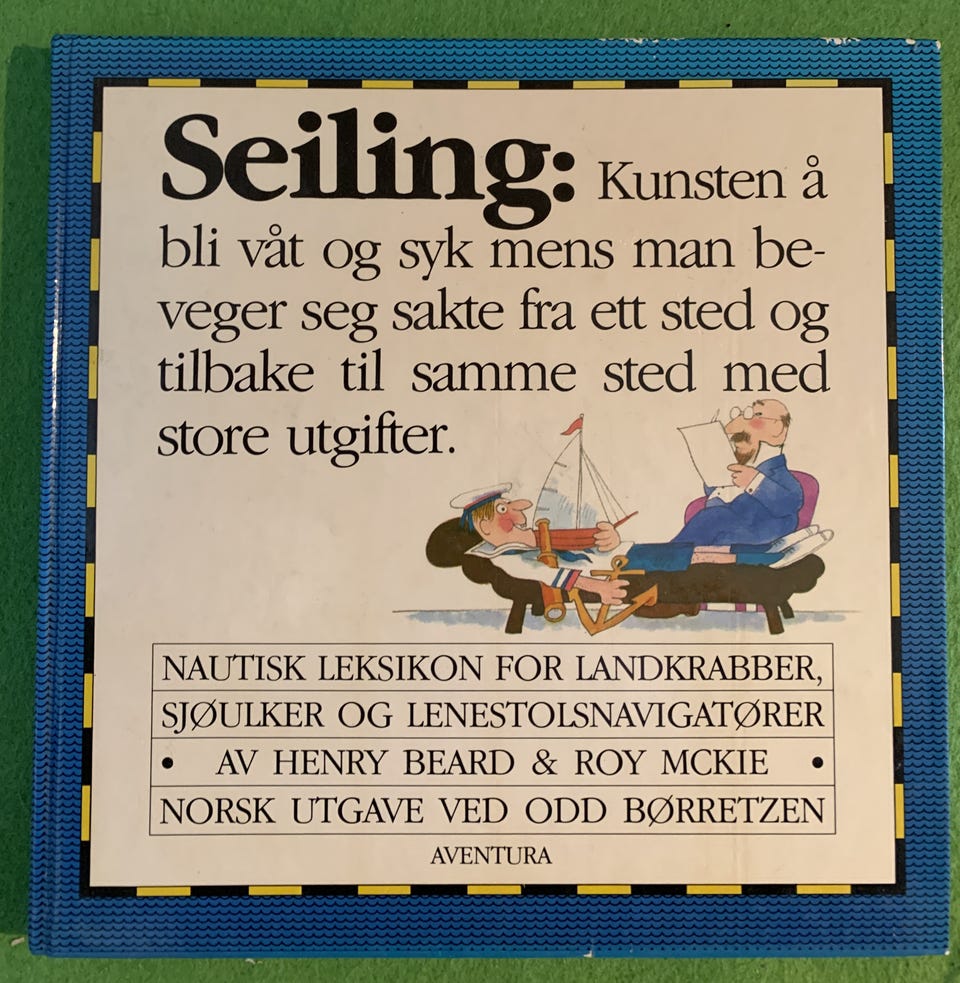 Seiling: Kunsten å
bli våt og syk mens man be-
veger seg sakte fra ett sted og
tilbake til samme sted med
store utgifter.
NAUTISK LEKSIKON FOR LANDKRABBER,
SJØULKER OG LENESTOLSNAVIGATØRER
• AV HENRY BEARD & ROY MCKIE •
NORSK UTGAVE VED ODD BØRRETZEN
AVENTURA